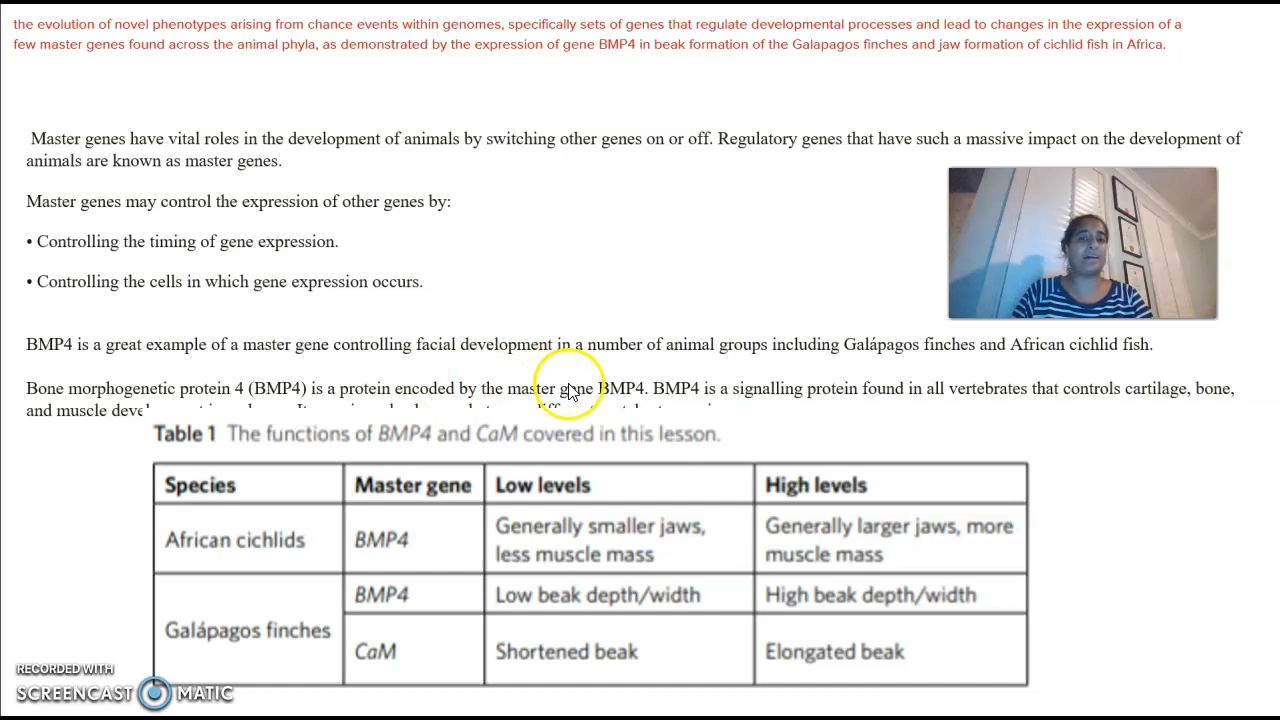 the evolution of novel phenotypes arising from chance events within genomes, specifically sets of genes that regulate developmental processes and lead to changes in the expression of a
few master genes found across the animal phyla, as demonstrated by the expression of gene BMP4 in beak formation of the Galapagos finches and jaw formation of cichlid fish in Africa.
Master genes have vital roles in the development of animals by switching other genes on or off. Regulatory genes that have such a massive impact on the development of
animals are known as master genes.
Master genes may control the expression of other genes by:
• Controlling the timing of gene expression.
• Controlling the cells in which gene expression occurs.
BMP4 is a great example of a master gene controlling facial development in a number of animal groups including Galápagos finches and African cichlid fish.
Bone morphogenetic protein 4 (BMP4) is a protein encoded by the master gene BMP4. BMP4 is a signalling protein found in all vertebrates that controls cartilage, bone,
and muscle
Table 1 The functions of BMP4 and CaM covered in this lesson.
Species Master gene Low levels High levels
African cichlids BMP4 Generally smaller jaws, Generally larger jaws, more
less muscle mass muscle mass
BMP4 Low beak depth/width High beak depth/width
Galápagos finches
CaM Shortened beak Elongated beak
RECORDED WITH
SCREENCAST MATIC